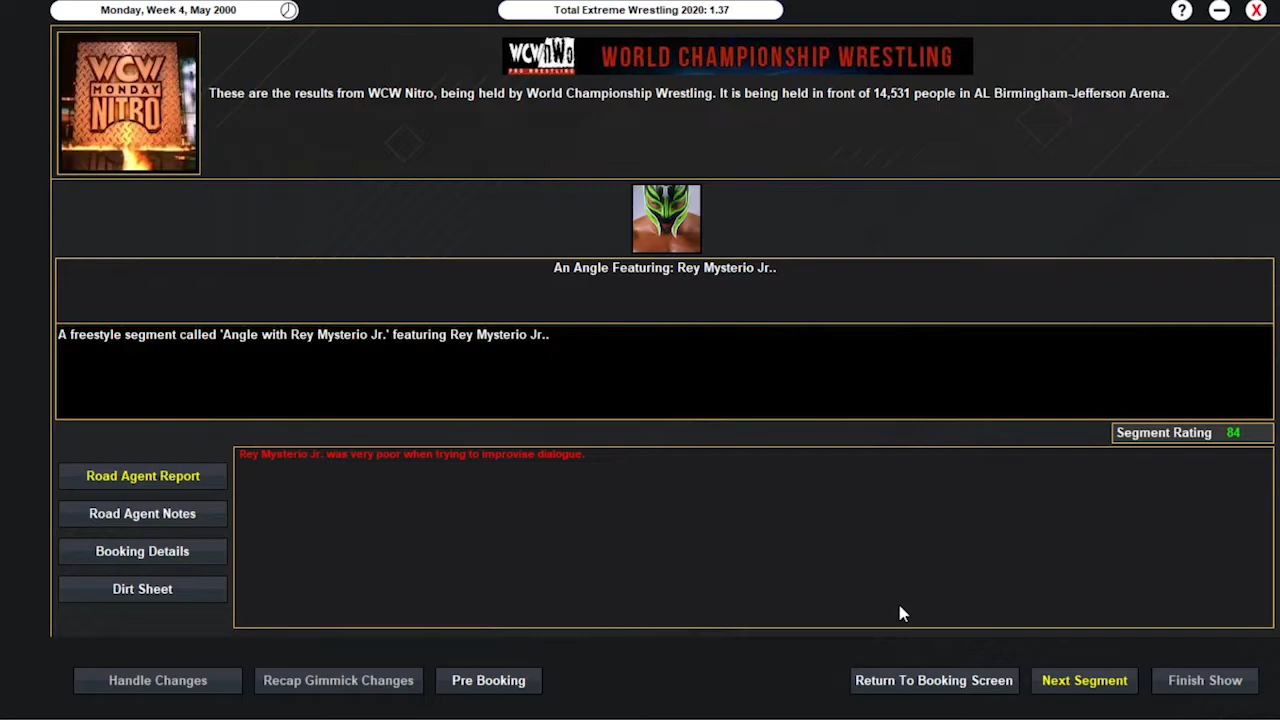 Monday, Week 4, May 2000
Total Extreme Wrestling 2020: 1.37
?
X
WCW
MONDAY
NITRO
WCW nWo
PRO WRESTLING
WORLD CHAMPIONSHIP WRESTLING
These are the results from WCW Nitro, being held by World Championship Wrestling. It is being held in front of 14,531 people in AL Birmingham-Jefferson Arena.
An Angle Featuring: Rey Mysterio Jr..
A freestyle segment called 'Angle with Rey Mysterio Jr.' featuring Rey Mysterio Jr..
Segment Rating 84
Rey Mysterio Jr. was very poor when trying to improvise dialogue.
Road Agent Report
Road Agent Notes
Booking Details
Dirt Sheet
Handle Changes
Recap Gimmick Changes
Pre Booking
Return To Booking Screen
Next Segment
Finish Show